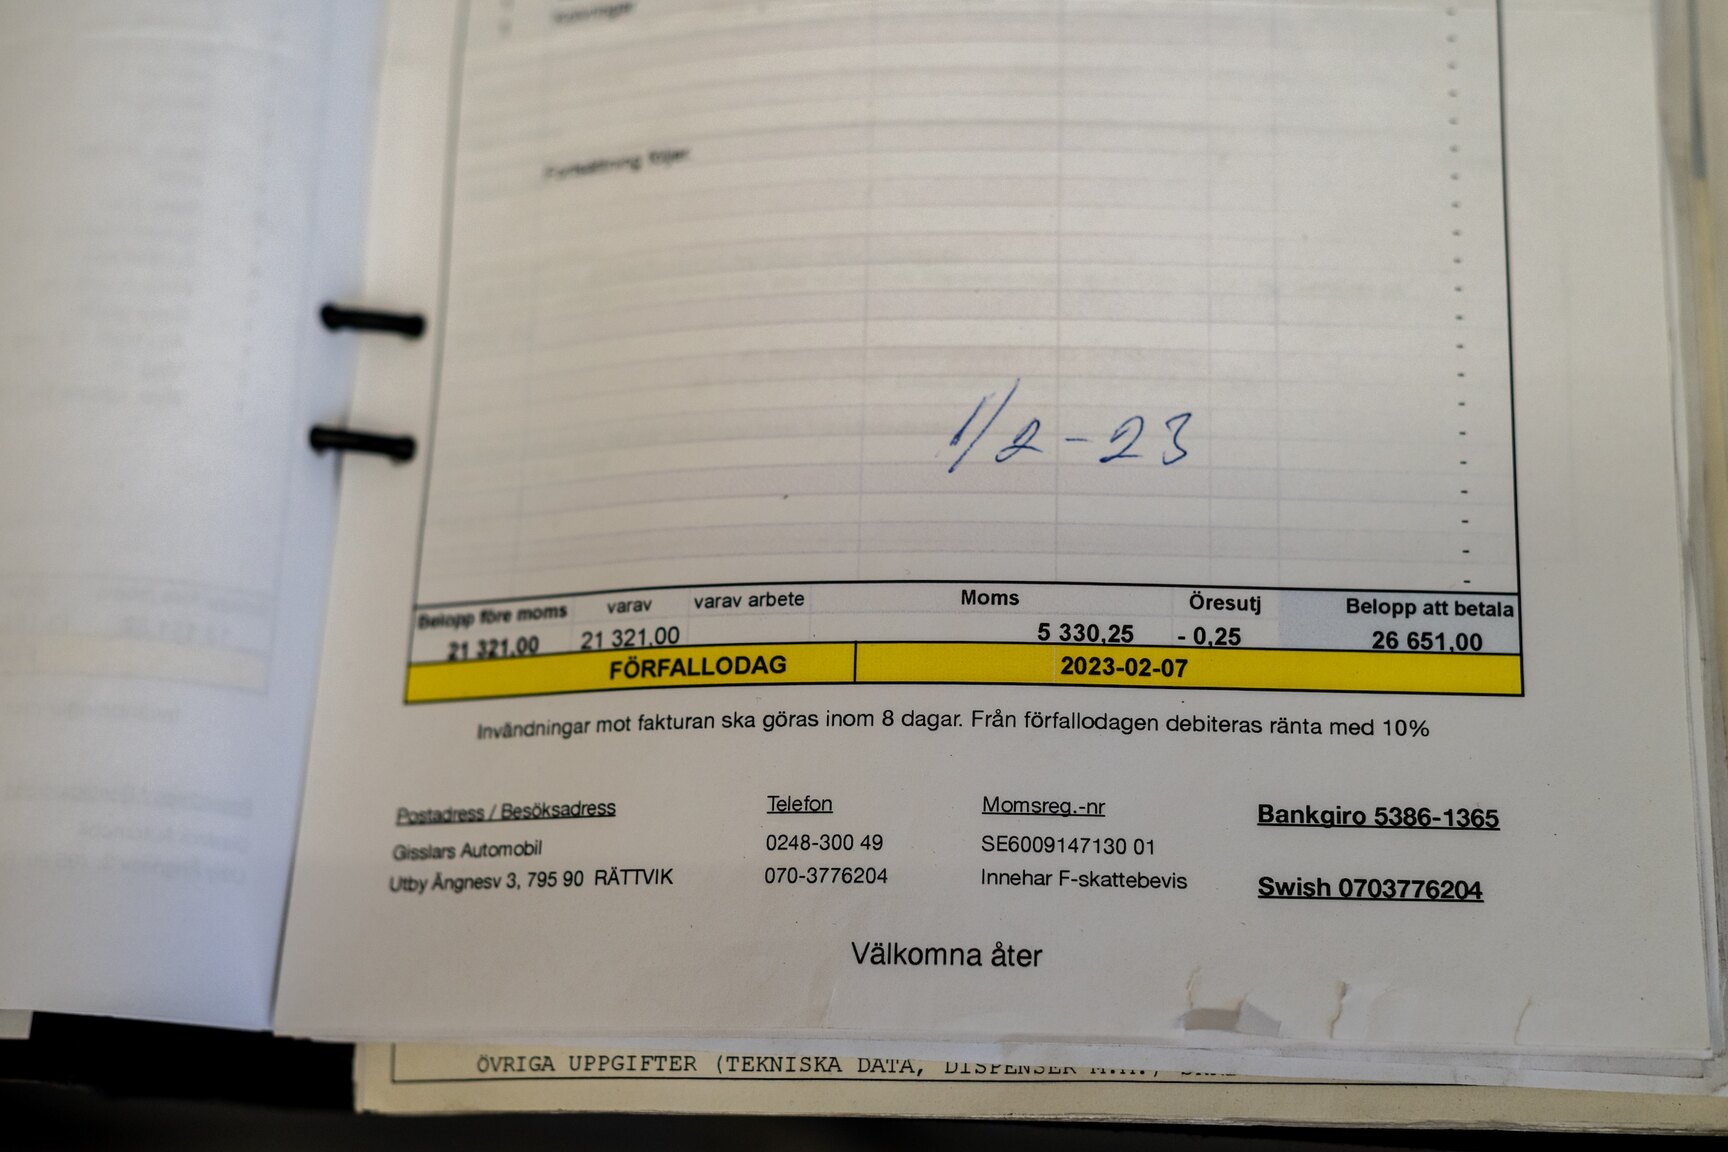 Fortsättning följer
1/2-23
Belopp före moms varav varav arbete Moms Öresutj Belopp att betala
21 321,00 21 321,00 5 330,25 - 0,25 26 651,00
FÖRFALLODAG 2023-02-07
Invändningar mot fakturan ska göras inom 8 dagar. Från förfallodagen debiteras ränta med 10%
Postadress / Besöksadress Telefon Momsreg.-nr Bankgiro 5386-1365
Gisslars Automobil 0248-300 49 SE6009147130 01
Utby Ängnesv 3, 795 90 RÄTTVIK 070-3776204 Innehar F-skattebevis Swish 0703776204
Välkomna åter
ÖVRIGA UPPGIFTER (TEKNISKA DATA, DISPENSER M.M.)